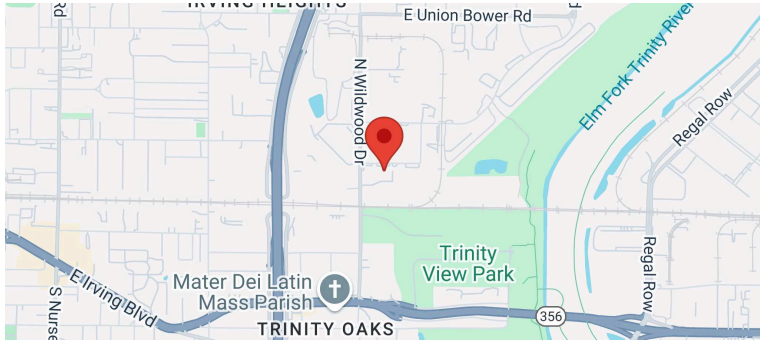 IRVING HEIGHTS
E Union Bower Rd
Rd
N Wildwood Dr
Elm Fork Trinity River
Regal Row
Trinity
View Park
Regal Row
Mater Dei Latin
Mass Parish
E Irving Blvd
S Nurse
TRINITY OAKS
356